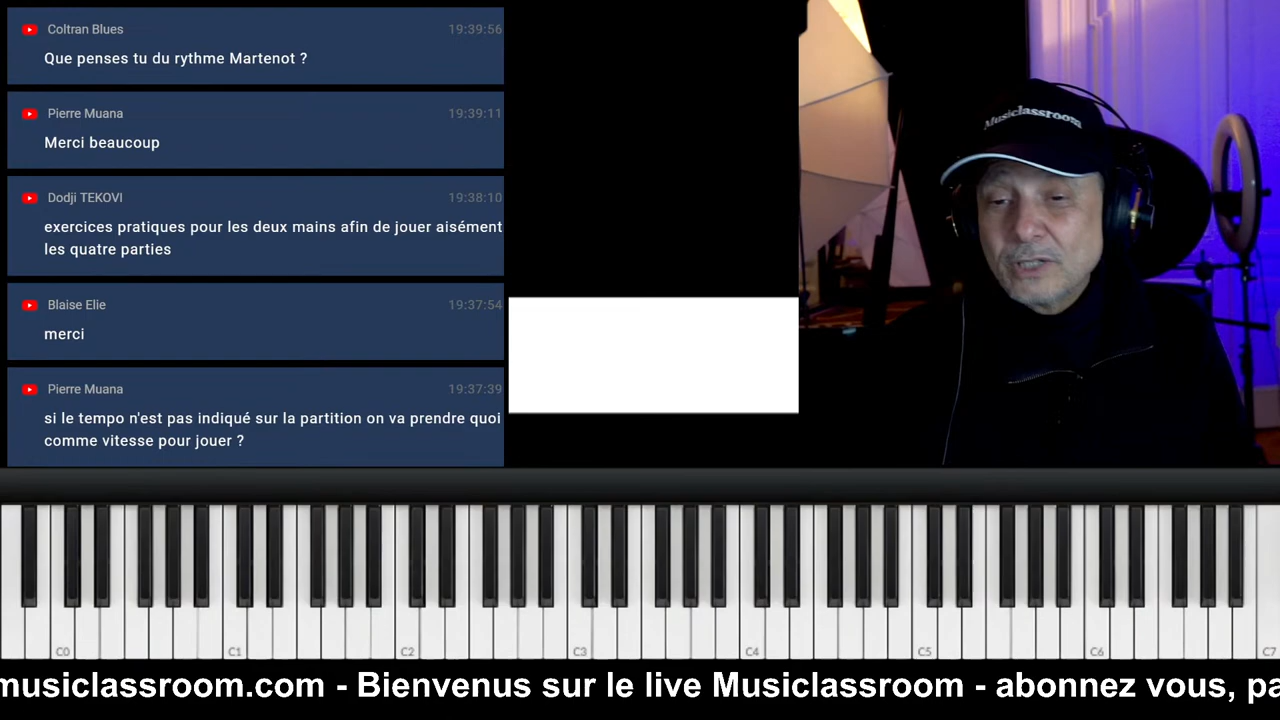 Coltran Blues 19:39:56
Que penses tu du rythme Martenot ?
Pierre Muana 19:39:11
Merci beaucoup
Dodji TEKOVI 19:38:10
exercices pratiques pour les deux mains afin de jouer aisément
les quatre parties
Blaise Elie 19:37:54
merci
Pierre Muana 19:37:39
si le tempo n'est pas indiqué sur la partition on va prendre quoi
comme vitesse pour jouer ?
Musiclassroom
C0 C1 C2 C3 C4 C5 C6 C7
musiclassroom.com - Bienvenus sur le live Musiclassroom - abonnez vous, pa